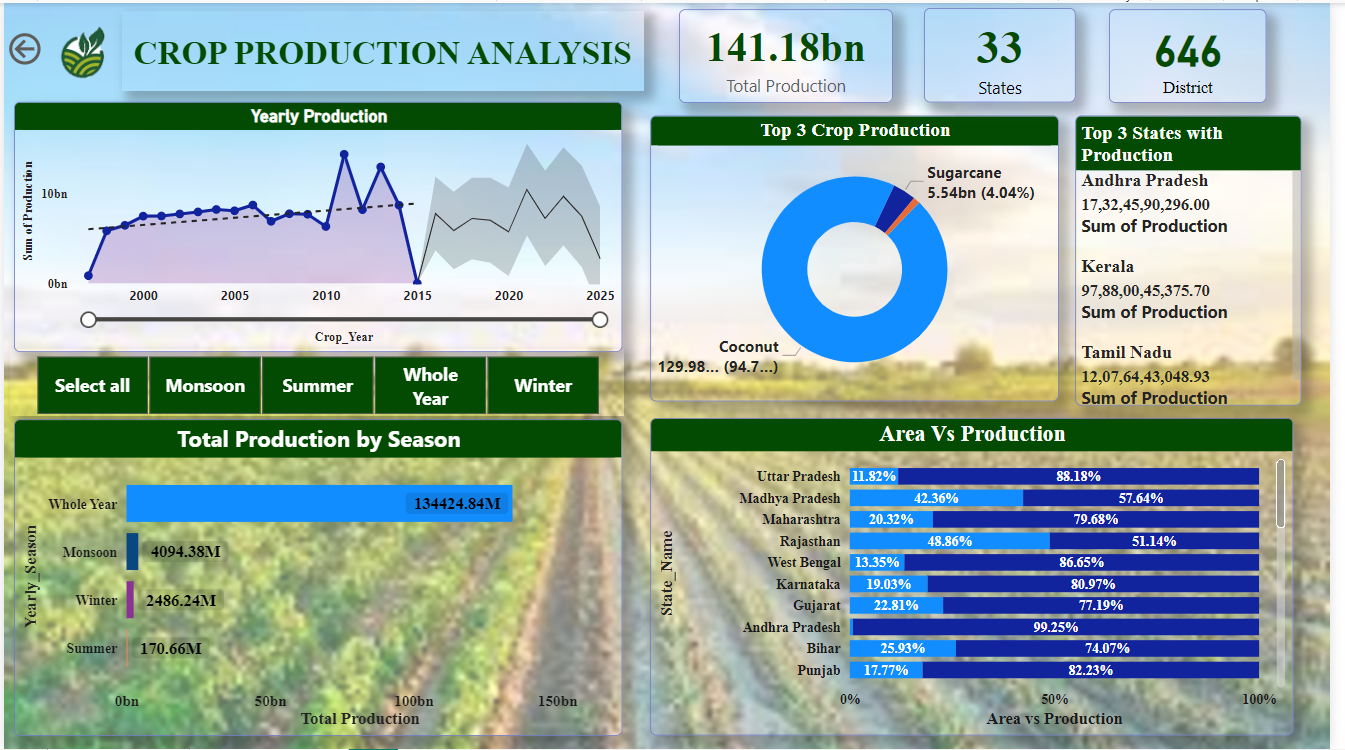 CROP PRODUCTION ANALYSIS
141.18bn
Total Production
33
States
646
District
Yearly Production
Sum of Production
10bn
0bn
2000
2005
2010
2015
2020
2025
Crop_Year
Top 3 Crop Production
Sugarcane
5.54bn (4.04%)
Coconut
129.98... (94.7...)
Top 3 States with
Production
Andhra Pradesh
17,32,45,90,296.00
Sum of Production
Kerala
97,88,00,45,375.70
Sum of Production
Tamil Nadu
12,07,64,43,048.93
Sum of Production
Select all
Monsoon
Summer
Whole
Year
Winter
Total Production by Season
Yearly_Season
Whole Year
134424.84M
Monsoon
4094.38M
Winter
2486.24M
Summer
170.66M
0bn
50bn
100bn
150bn
Total Production
Area Vs Production
State_Name
Uttar Pradesh 11.82% 88.18%
Madhya Pradesh 42.36% 57.64%
Maharashtra 20.32% 79.68%
Rajasthan 48.86% 51.14%
West Bengal 13.35% 86.65%
Karnataka 19.03% 80.97%
Gujarat 22.81% 77.19%
Andhra Pradesh 99.25%
Bihar 25.93% 74.07%
Punjab 17.77% 82.23%
0%
50%
100%
Area vs Production